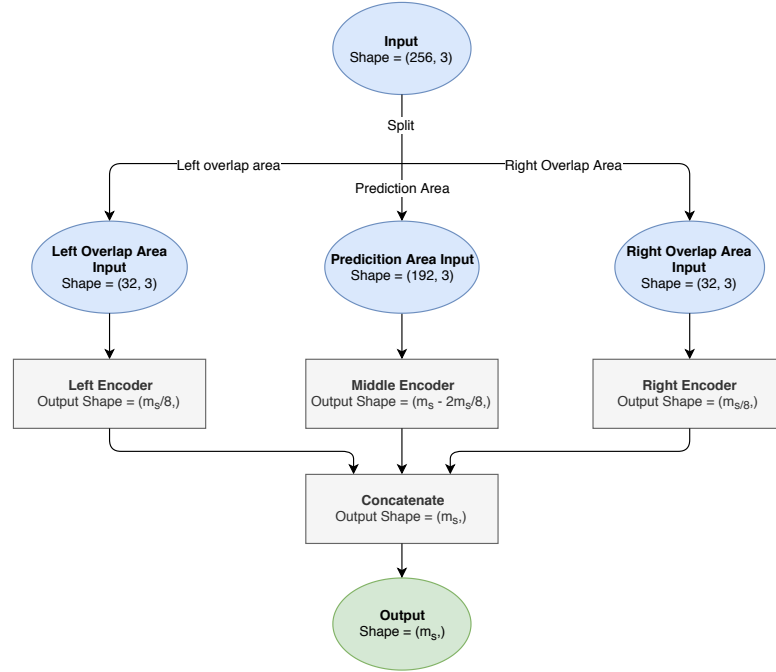 Input
Shape = (256, 3)
Split
Left overlap area
Right Overlap Area
Prediction Area
Left Overlap Area
Input
Shape = (32, 3)
Predicition Area Input
Shape = (192, 3)
Right Overlap Area
Input
Shape = (32, 3)
Left Encoder
Output Shape = (mₛ/8,)
Middle Encoder
Output Shape = (mₛ - 2mₛ/8,)
Right Encoder
Output Shape = (mₛ/₈,)
Concatenate
Output Shape = (mₛ,)
Output
Shape = (mₛ,)